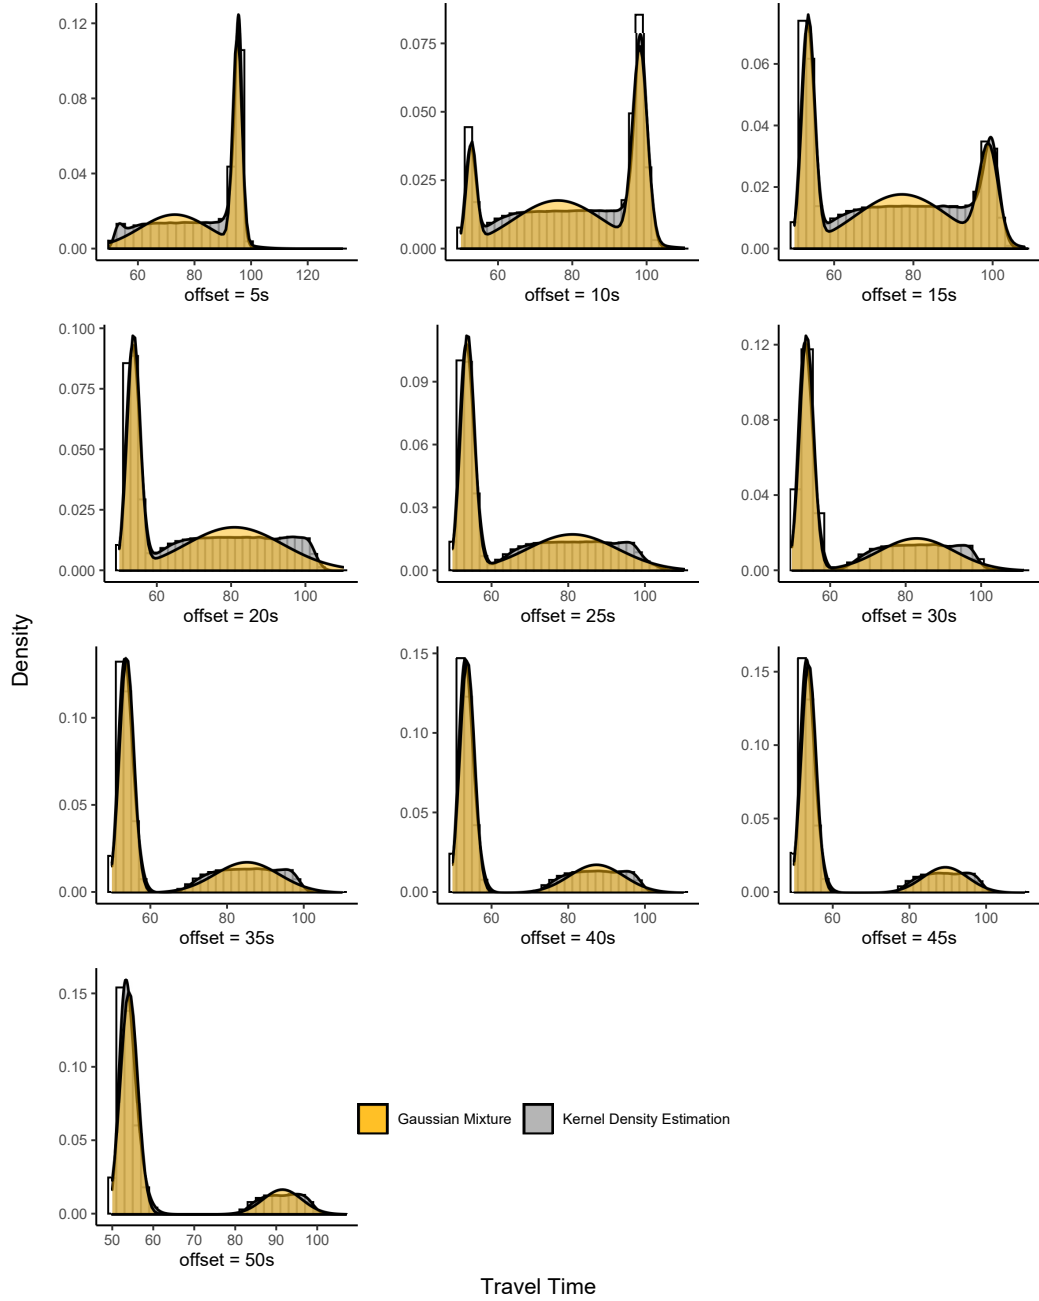 0.12
0.08
0.04
0.00
60 80 100 120
offset = 5s
0.075
0.050
0.025
0.000
60 80 100
offset = 10s
0.06
0.04
0.02
0.00
60 80 100
offset = 15s
0.100
0.075
0.050
0.025
0.000
60 80 100
offset = 20s
0.09
0.06
0.03
0.00
60 80 100
offset = 25s
0.12
0.08
0.04
0.00
60 80 100
offset = 30s
Density
0.10
0.05
0.00
60 80 100
offset = 35s
0.15
0.10
0.05
0.00
60 80 100
offset = 40s
0.15
0.10
0.05
0.00
60 80 100
offset = 45s
0.15
0.10
0.05
0.00
50 60 70 80 90 100
offset = 50s
Gaussian Mixture Kernel Density Estimation
Travel Time